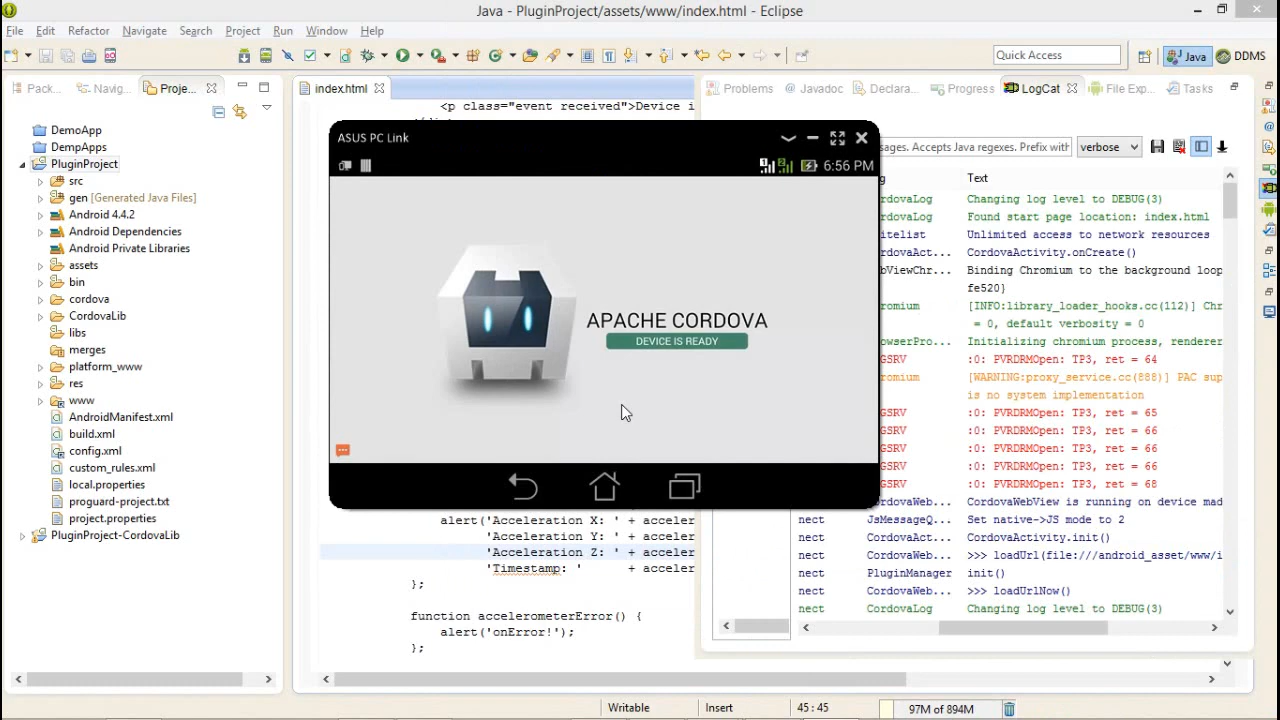 Java - PluginProject/assets/www/index.html - Eclipse
File Edit Refactor Navigate Search Project Run Window Help
Quick Access
Java
DDMS
Pack...
Navig...
Proje...
index.html
Problems
Javadoc
Declara...
Progress
LogCat
File Exp...
Tasks
DemoApp
DempApps
PluginProject
src
gen [Generated Java Files]
Android 4.4.2
Android Dependencies
Android Private Libraries
assets
bin
cordova
CordovaLib
libs
merges
platform_www
res
www
AndroidManifest.xml
build.xml
config.xml
custom_rules.xml
local.properties
proguard-project.txt
project.properties
PluginProject-CordovaLib
<p class="event received">Device i
ASUS PC Link
6:56 PM
APACHE CORDOVA
DEVICE IS READY
alert('Acceleration X: ' + acceler
'Acceleration Y: ' + acceler
'Acceleration Z: ' + acceler
'Timestamp: ' + acceler
};
function accelerometerError() {
alert('onError!');
};
sages. Accepts Java regexes. Prefix with
verbose
g Text
rdovaLog Changing log level to DEBUG(3)
rdovaLog Found start page location: index.html
itelist Unlimited access to network resources
rdovaAct... CordovaActivity.onCreate()
bViewChr... Binding Chromium to the background loop
fe520}
romium [INFO:library_loader_hooks.cc(112)] Chr
= 0, default verbosity = 0
owserPro... Initializing chromium process, renderer
GSRV :0: PVRDRMOpen: TP3, ret = 64
romium [WARNING:proxy_service.cc(888)] PAC sup
is no system implementation
GSRV :0: PVRDRMOpen: TP3, ret = 65
GSRV :0: PVRDRMOpen: TP3, ret = 66
GSRV :0: PVRDRMOpen: TP3, ret = 66
GSRV :0: PVRDRMOpen: TP3, ret = 66
GSRV :0: PVRDRMOpen: TP3, ret = 68
nect CordovaWeb... CordovaWebView is running on device mad
nect JsMessageQ... Set native->JS mode to 2
nect CordovaAct... CordovaActivity.init()
nect CordovaWeb... >>> loadUrl(file:///android_asset/www/i
nect PluginManager init()
nect CordovaWeb... >>> loadUrlNow()
nect CordovaLog Changing log level to DEBUG(3)
Writable
Insert
45 : 45
97M of 894M